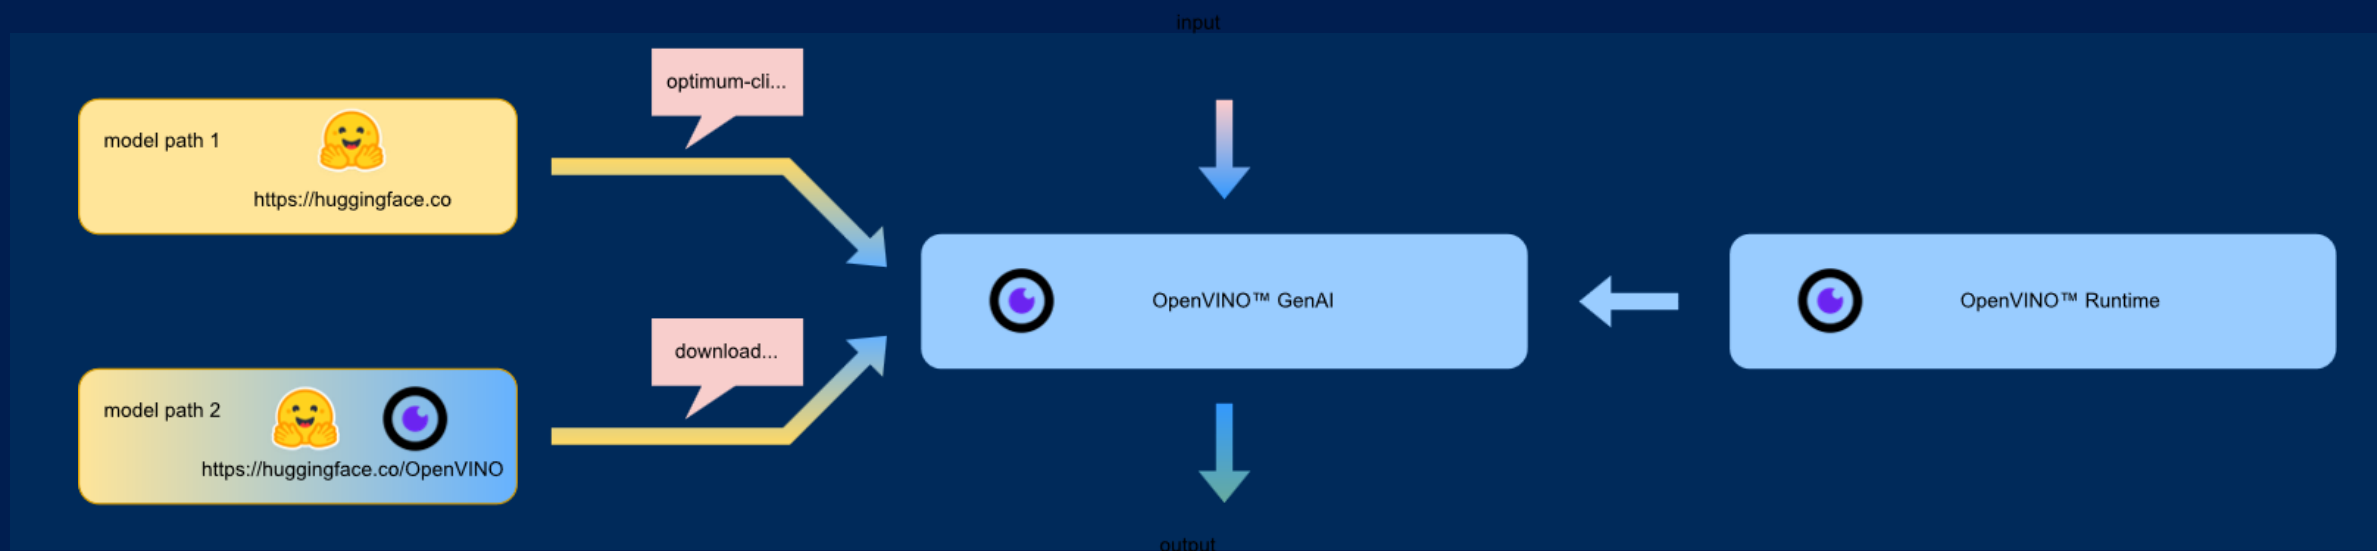 input
optimum-cli...
model path 1
https://huggingface.co
OpenVINO™ GenAI
OpenVINO™ Runtime
download...
model path 2
https://huggingface.co/OpenVINO
output